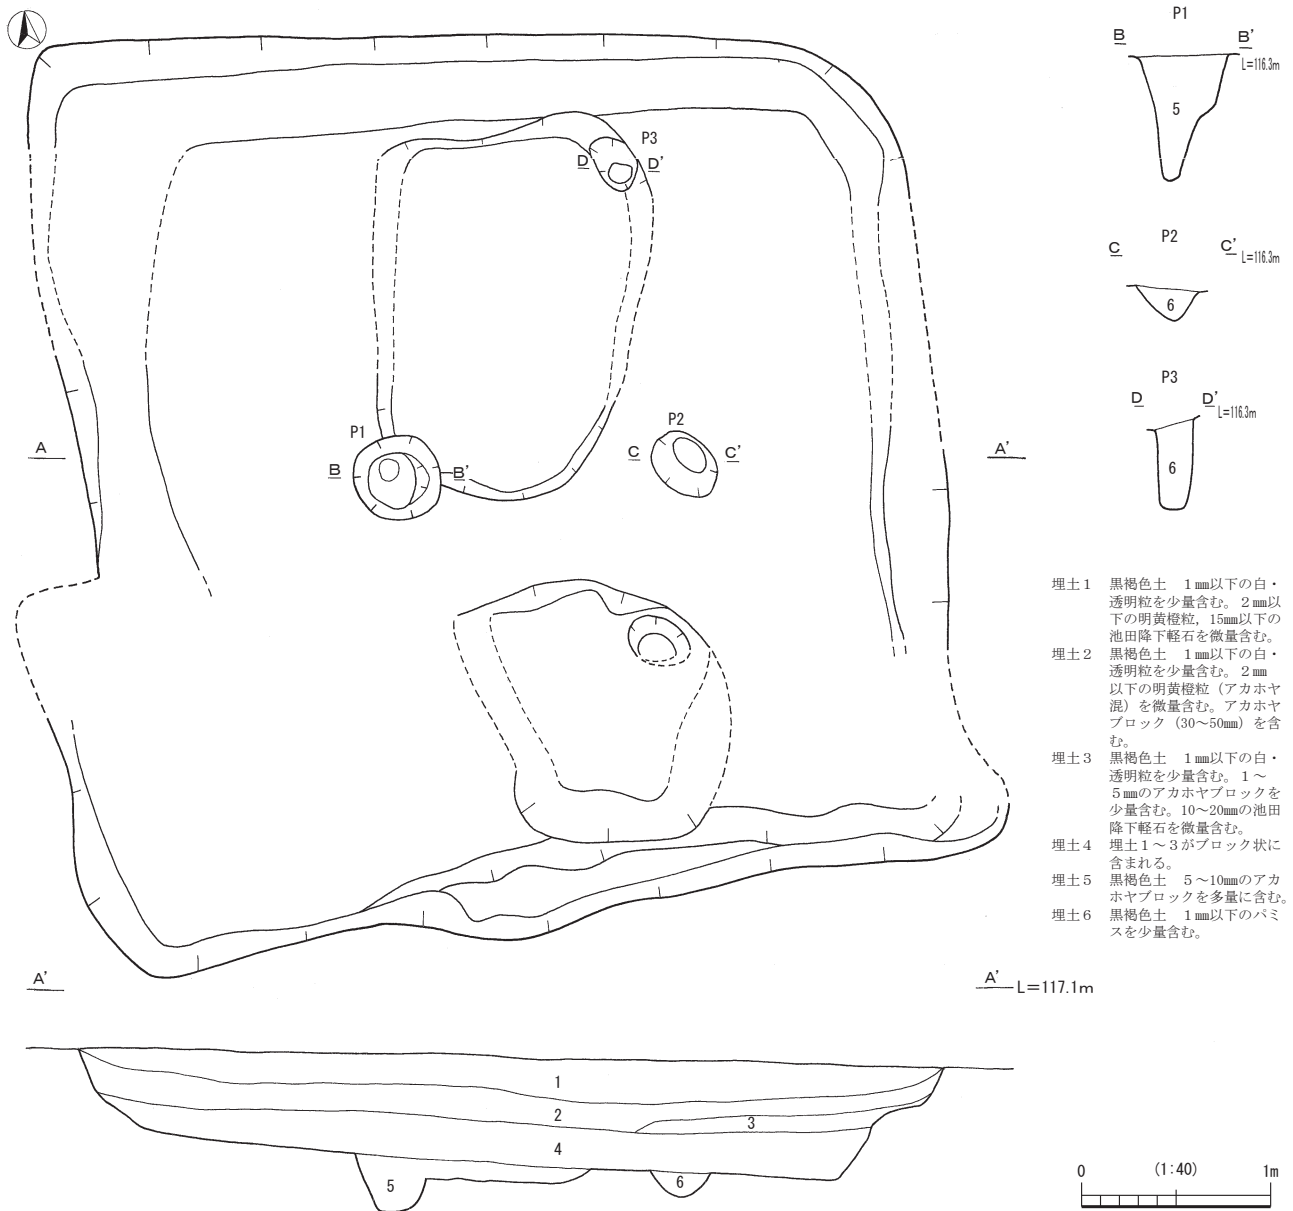 P1
B B'
L=116.3m
5
P2
C C'
L=116.3m
6
P3
D D'
L=116.3m
6
P3
D D'
P1
B B'
P2
C C'
A A'
埋土1 黒褐色土 1㎜以下の白・
透明粒を少量含む。2㎜以
下の明黄橙粒，15㎜以下の
池田降下軽石を微量含む。
埋土2 黒褐色土 1㎜以下の白・
透明粒を少量含む。2㎜
以下の明黄橙粒（アカホヤ
混）を微量含む。アカホヤ
ブロック（30～50㎜）を含
む。
埋土3 黒褐色土 1㎜以下の白・
透明粒を少量含む。1～
5㎜のアカホヤブロックを
少量含む。10～20㎜の池田
降下軽石を微量含む。
埋土4 埋土1～3がブロック状に
含まれる。
埋土5 黒褐色土 5～10㎜のアカ
ホヤブロックを多量に含む。
埋土6 黒褐色土 1㎜以下のパミ
スを少量含む。
A' A' L=117.1m
1
2
3
4
5
6
0 (1:40) 1m